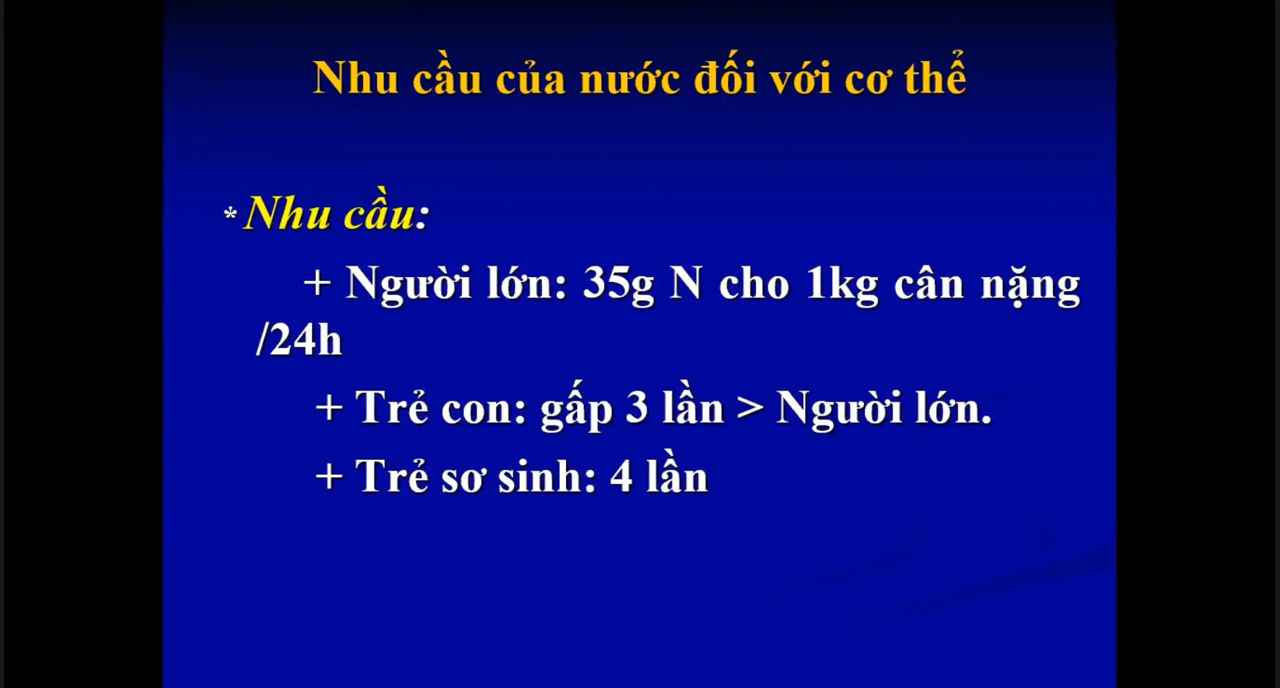 Nhu cầu của nước đối với cơ thể
* Nhu cầu:
+ Người lớn: 35g N cho 1kg cân nặng
/24h
+ Trẻ con: gấp 3 lần > Người lớn.
+ Trẻ sơ sinh: 4 lần